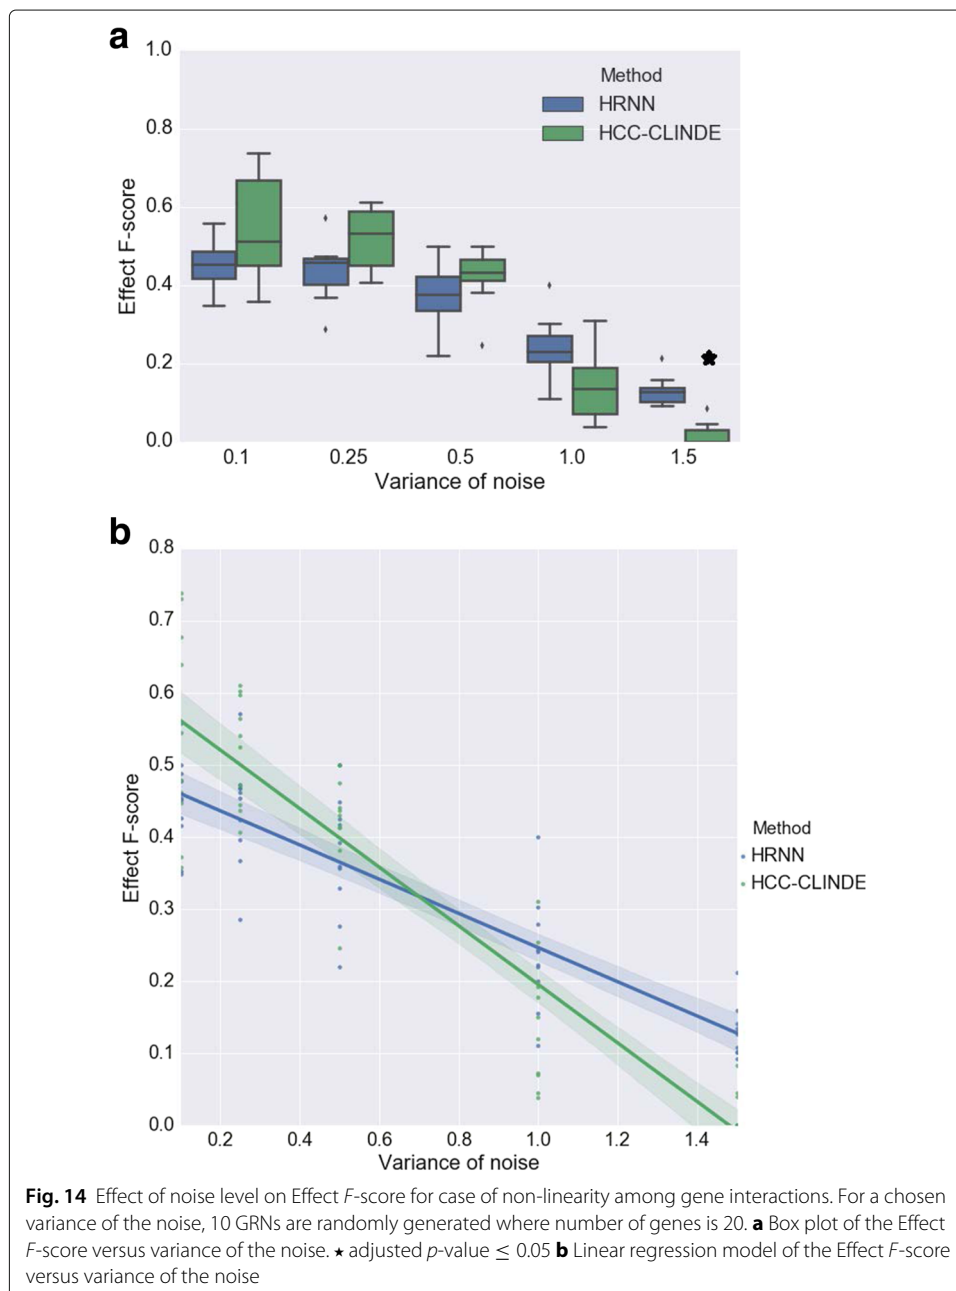 a
1.0
0.8
0.6
0.4
0.2
0.0
Effect F-score
Method
HRNN
HCC-CLINDE
0.1 0.25 0.5 1.0 1.5
Variance of noise
b
0.8
0.7
0.6
0.5
0.4
0.3
0.2
0.1
0.0
Effect F-score
Method
HRNN
HCC-CLINDE
0.2 0.4 0.6 0.8 1.0 1.2 1.4
Variance of noise
Fig. 14 Effect of noise level on Effect F-score for case of non-linearity among gene interactions. For a chosen
variance of the noise, 10 GRNs are randomly generated where number of genes is 20. a Box plot of the Effect
F-score versus variance of the noise. ⋆ adjusted p-value ≤ 0.05 b Linear regression model of the Effect F-score
versus variance of the noise